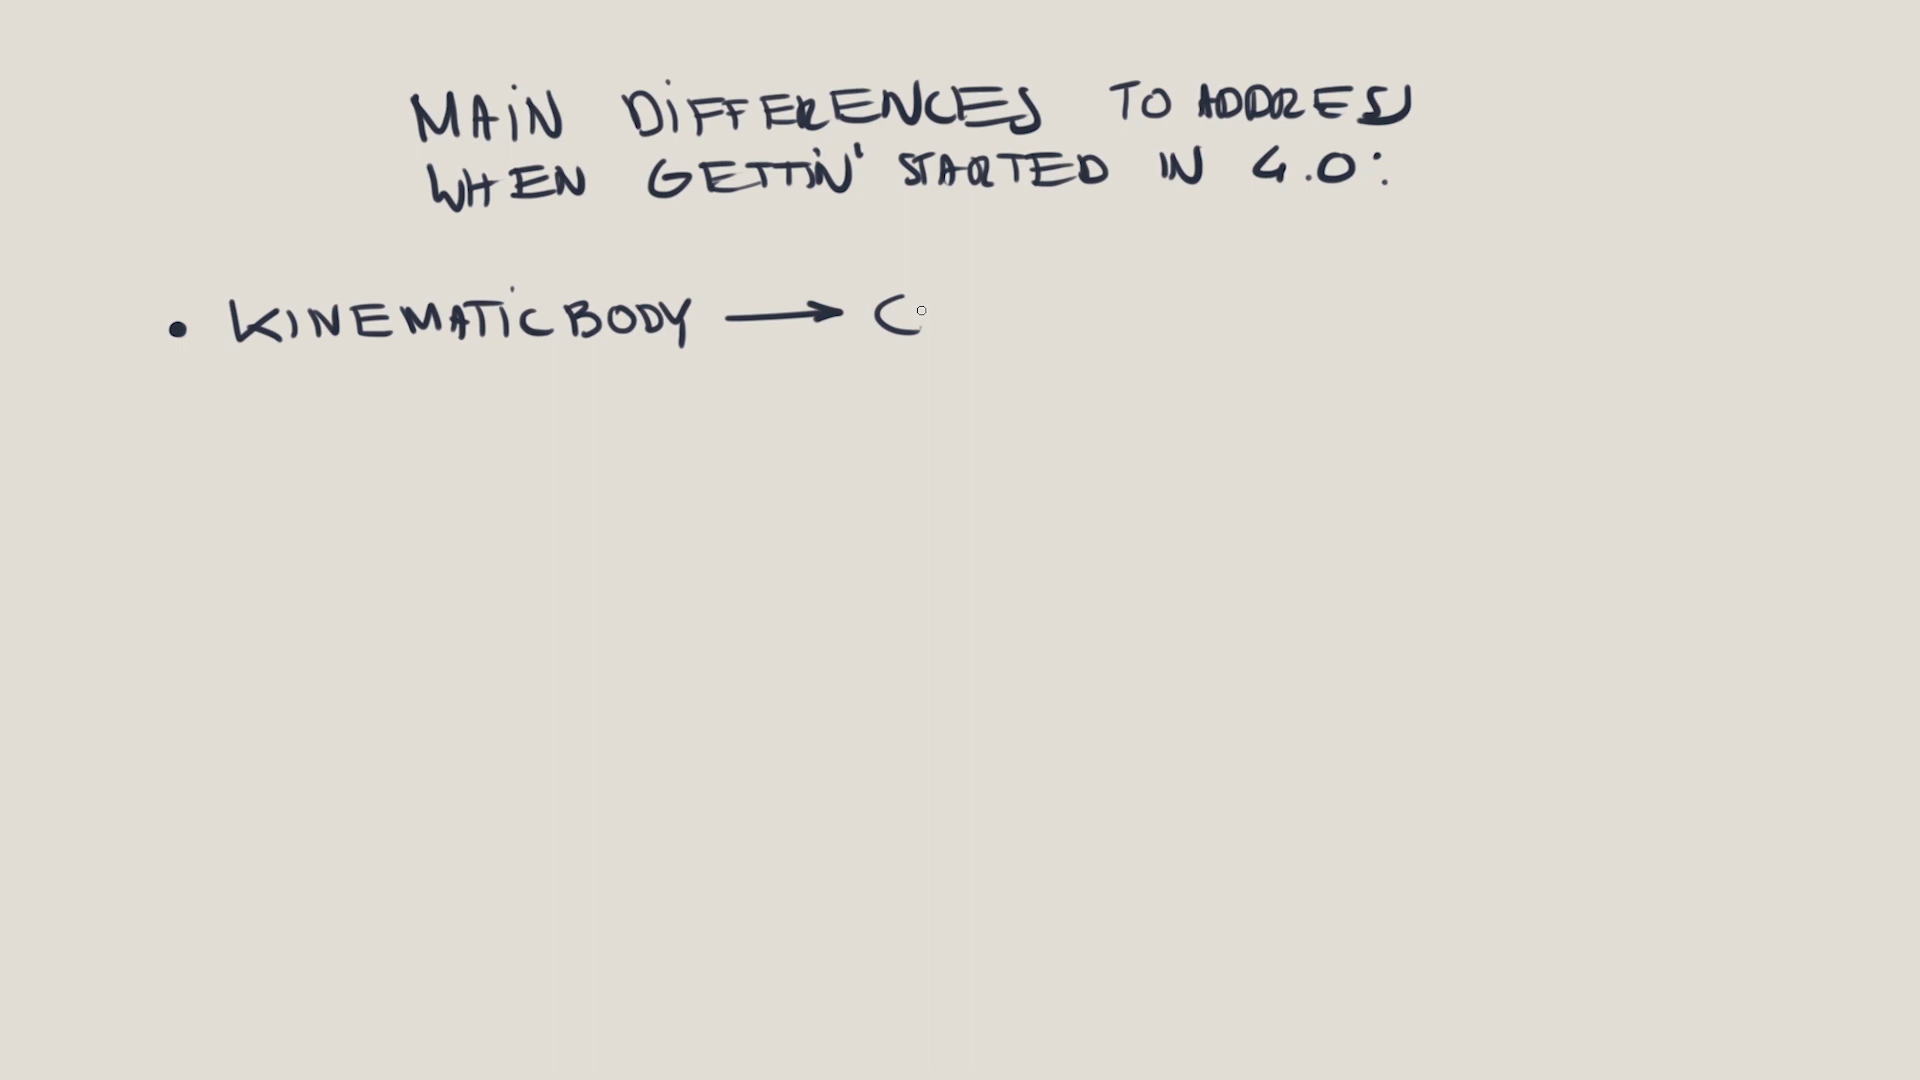 MAIN DIFFERENCES TO ADDRESS
WHEN GETTIN' STARTED IN 4.0:
• KINEMATICBODY → C